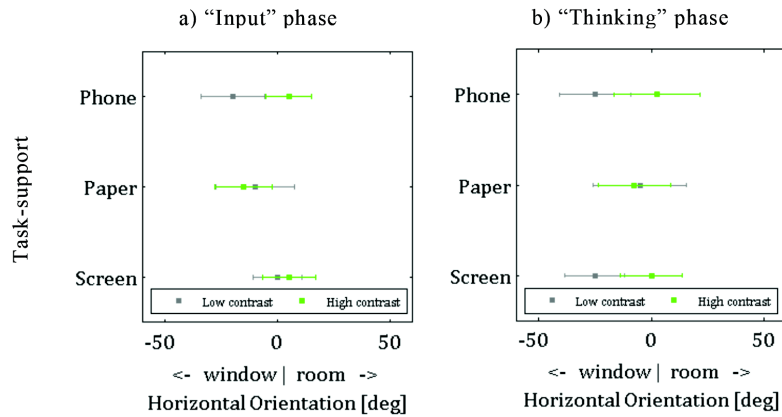 a) “Input” phase
b) “Thinking” phase
Task-support
Phone
Paper
Screen
Low contrast
High contrast
-50
0
50
<- window| room ->
Horizontal Orientation [deg]
Phone
Paper
Screen
Low contrast
High contrast
-50
0
50
<- window| room ->
Horizontal Orientation [deg]